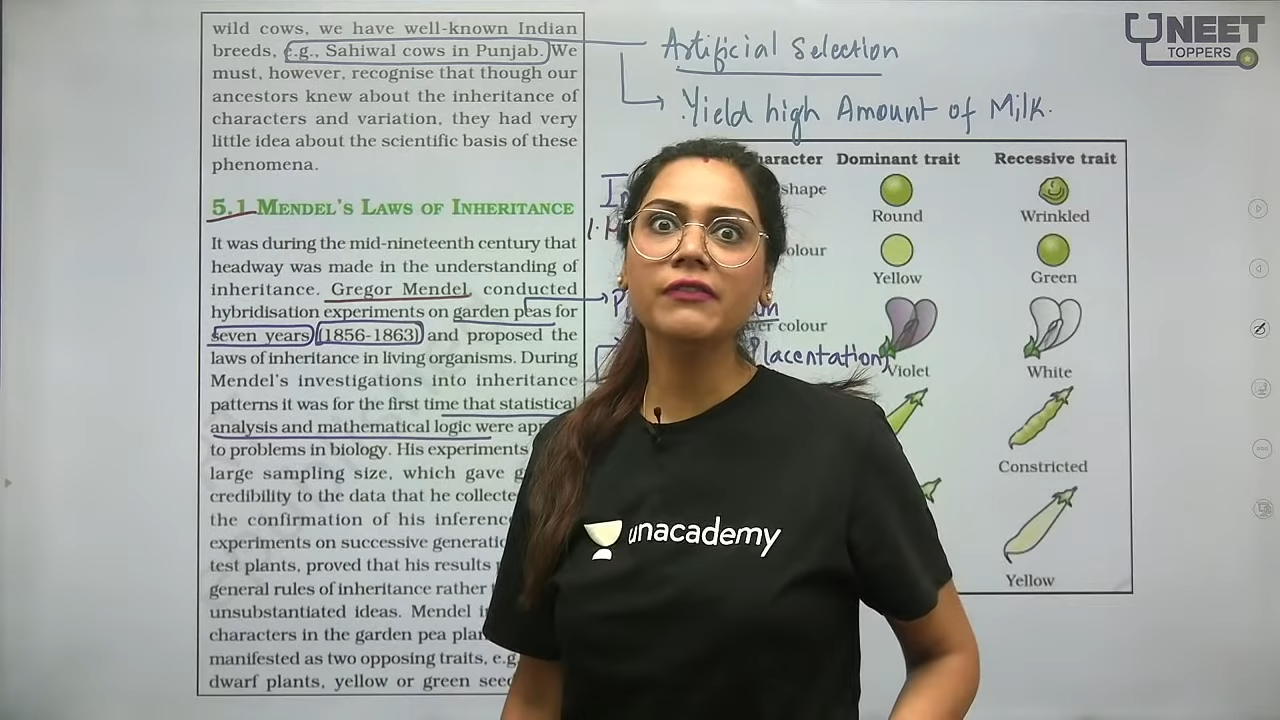 wild cows, we have well-known Indian
breeds, e.g., Sahiwal cows in Punjab. We
must, however, recognise that though our
ancestors knew about the inheritance of
characters and variation, they had very
little idea about the scientific basis of these
phenomena.
5.1 MENDEL'S LAWS OF INHERITANCE
It was during the mid-nineteenth century that
headway was made in the understanding of
inheritance. Gregor Mendel, conducted
hybridisation experiments on garden peas for
seven years (1856-1863) and proposed the
laws of inheritance in living organisms. During
Mendel's investigations into inheritance
patterns it was for the first time that statistical
analysis and mathematical logic were
to problems in biology. His experiments
large sampling size, which gave
credibility to the data that he
the confirmation of his
experiments on successive
test plants, proved that his results
general rules of inheritance rather
unsubstantiated ideas. Mendel
characters in the garden pea
manifested as two opposing traits,
dwarf plants, yellow or green
Artificial Selection
Yield high Amount of Milk.
Dominant trait Recessive trait
shape
Round Wrinkled
Yellow Green
colour
Placentation
Violet White
Constricted
Yellow
unacademy
UNEET
TOPPERS